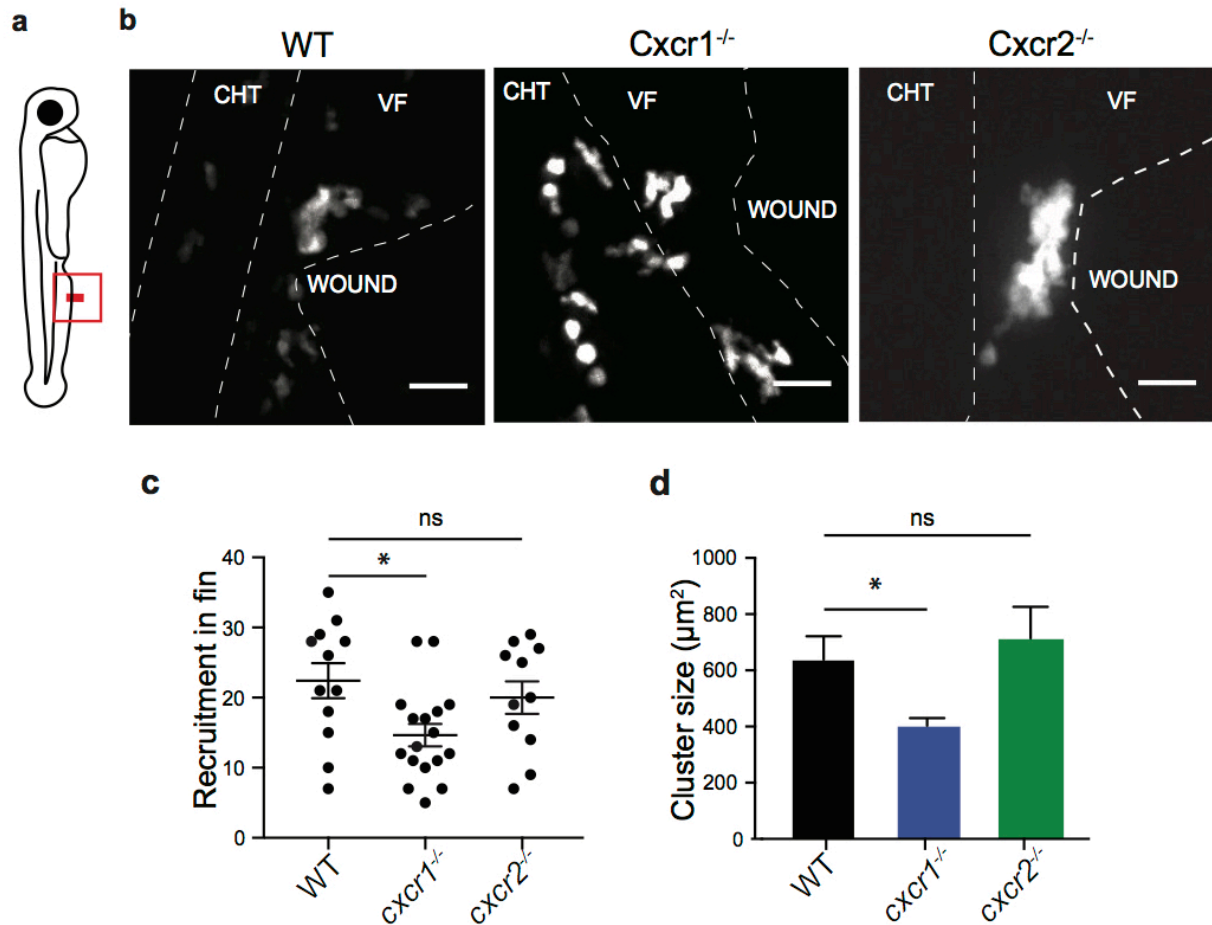 a
b
WT
Cxcr1-/-
Cxcr2-/-
CHT
VF
WOUND
CHT
VF
WOUND
CHT
VF
WOUND
c
ns
*
Recruitment in fin
40
30
20
10
0
WT
cxcr1-/-
cxcr2-/-
d
ns
*
Cluster size (μm²)
1000
800
600
400
200
0
WT
cxcr1-/-
cxcr2-/-